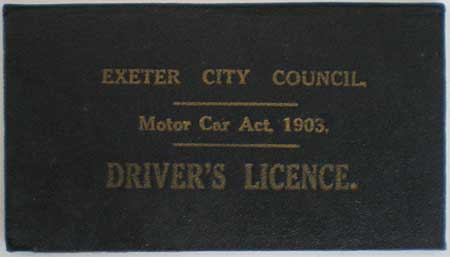 EXETER CITY COUNCIL.
Motor Car Act, 1903.
DRIVER'S LICENCE.